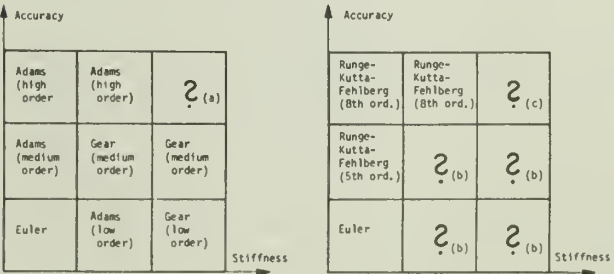 Accuracy
Adams
(high
order
Adams
(high
order)
? (a)
Adams
(medium
order)
Gear
(medium
order)
Gear
(medium
order)
Euler
Adams
(low
order)
Gear
(low
order)
Stiffness
Accuracy
Runge-
Kutta-
Fehlberg
(8th ord.)
Runge-
Kutta-
Fehlberg
(8th ord.)
? (c)
Runge-
Kutta-
Fehlberg
(5th ord.)
? (b)
? (b)
Euler
? (b)
? (b)
Stiffness